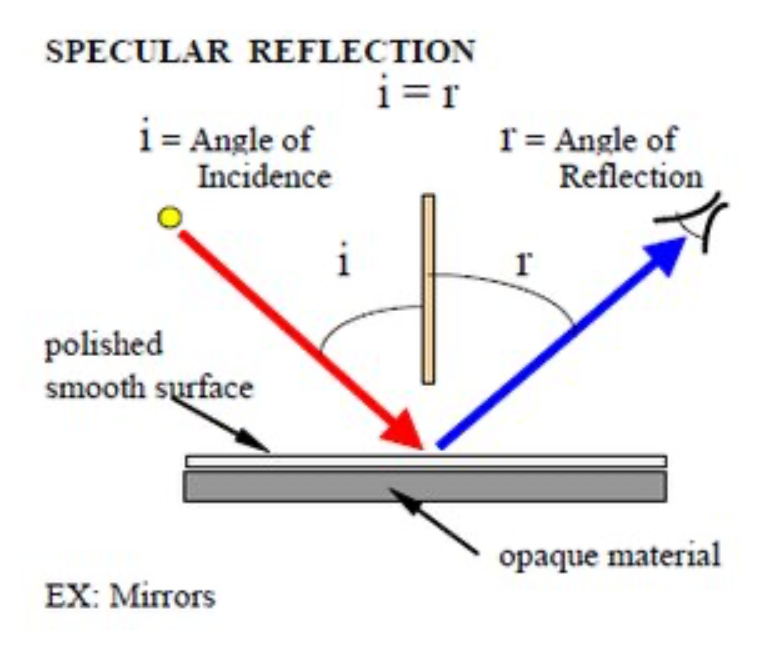 SPECULAR REFLECTION
i = r
i = Angle of
Incidence
r = Angle of
Reflection
i
r
polished
smooth surface
opaque material
EX: Mirrors